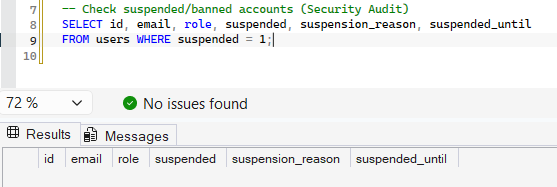 7 -- Check suspended/banned accounts (Security Audit)
8 SELECT id, email, role, suspended, suspension_reason, suspended_until
9 FROM users WHERE suspended = 1;
10
72 % No issues found
Results Messages
id email role suspended suspension_reason suspended_until